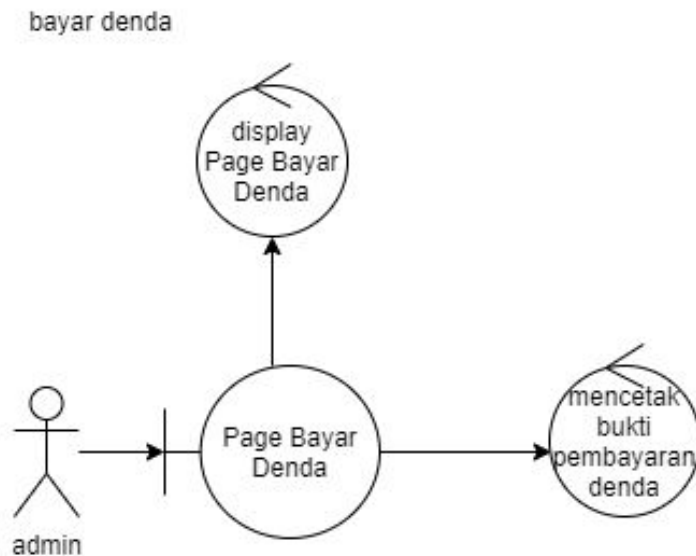 bayar denda
display
Page Bayar
Denda
Page Bayar
Denda
mencetak
bukti
pembayaran
denda
admin